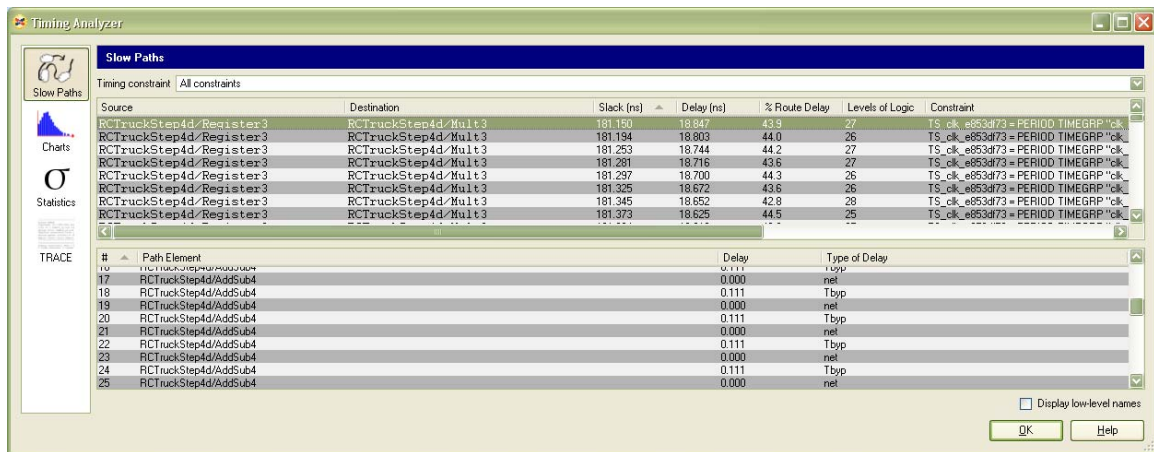 Timing Analyzer
Slow Paths
Charts
σ
Statistics
TRACE
Slow Paths
Timing constraint All constraints
Source Destination Slack (ns) Delay (ns) % Route Delay Levels of Logic Constraint
RCTruckStep4d/Register3 RCTruckStep4d/Mult3 181.150 18.847 43.9 27 TS_clk_e853df73 = PERIOD TIMEGRP "clk_
RCTruckStep4d/Register3 RCTruckStep4d/Mult3 181.194 18.803 44.0 26 TS_clk_e853df73 = PERIOD TIMEGRP "clk_
RCTruckStep4d/Register3 RCTruckStep4d/Mult3 181.253 18.744 44.2 27 TS_clk_e853df73 = PERIOD TIMEGRP "clk_
RCTruckStep4d/Register3 RCTruckStep4d/Mult3 181.281 18.716 43.6 27 TS_clk_e853df73 = PERIOD TIMEGRP "clk_
RCTruckStep4d/Register3 RCTruckStep4d/Mult3 181.297 18.700 44.3 26 TS_clk_e853df73 = PERIOD TIMEGRP "clk_
RCTruckStep4d/Register3 RCTruckStep4d/Mult3 181.325 18.672 43.6 26 TS_clk_e853df73 = PERIOD TIMEGRP "clk_
RCTruckStep4d/Register3 RCTruckStep4d/Mult3 181.345 18.652 42.8 28 TS_clk_e853df73 = PERIOD TIMEGRP "clk_
RCTruckStep4d/Register3 RCTruckStep4d/Mult3 181.373 18.625 44.5 25 TS_clk_e853df73 = PERIOD TIMEGRP "clk_
# Path Element Delay Type of Delay
16 RCTruckStep4d/AddSub4 0.111 Tbyp
17 RCTruckStep4d/AddSub4 0.000 net
18 RCTruckStep4d/AddSub4 0.111 Tbyp
19 RCTruckStep4d/AddSub4 0.000 net
20 RCTruckStep4d/AddSub4 0.111 Tbyp
21 RCTruckStep4d/AddSub4 0.000 net
22 RCTruckStep4d/AddSub4 0.111 Tbyp
23 RCTruckStep4d/AddSub4 0.000 net
24 RCTruckStep4d/AddSub4 0.111 Tbyp
25 RCTruckStep4d/AddSub4 0.000 net
Display low-level names
OK Help